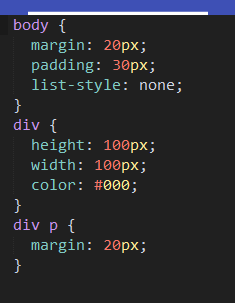 body {
  margin: 20px;
  padding: 30px;
  list-style: none;
}
div {
  height: 100px;
  width: 100px;
  color: #000;
}
div p {
  margin: 20px;
}